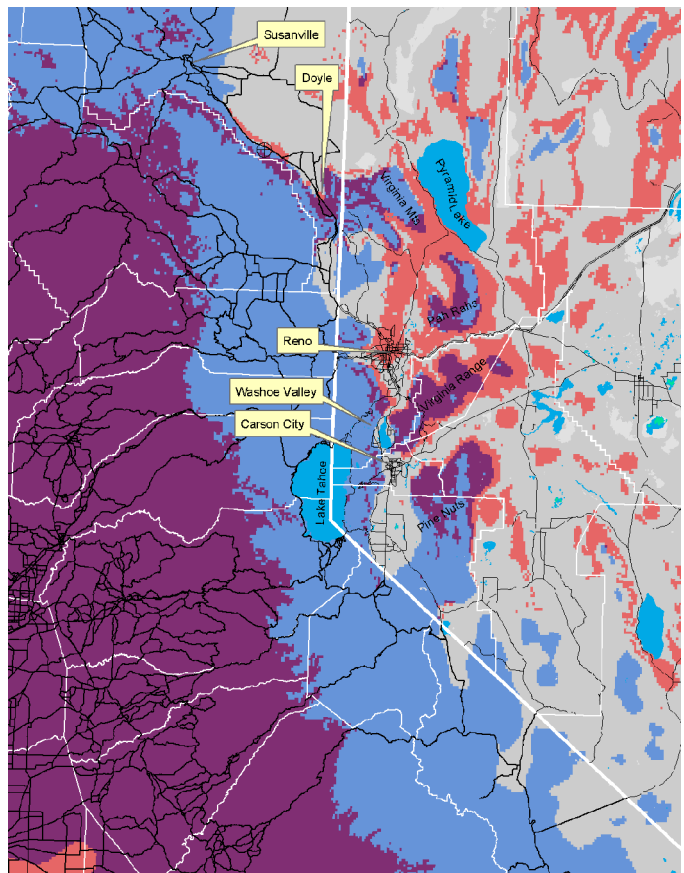 Susanville
Doyle
Virginia Mts
Pyramid Lake
Pah Rahs
Reno
Virginia Range
Washoe Valley
Carson City
Lake Tahoe
Pine Nuts